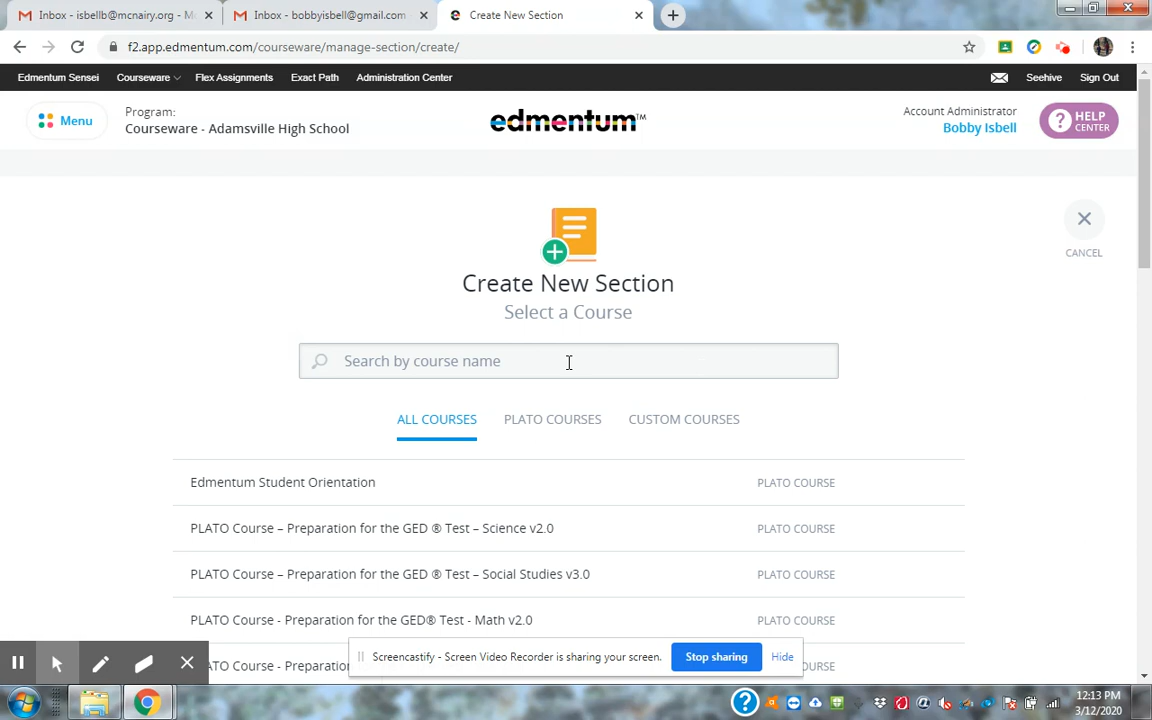 Inbox - isbellb@mcnairy.org - M
Inbox - bobbyisbell@gmail.com
Create New Section
f2.app.edmentum.com/courseware/manage-section/create/
Edmentum Sensei
Courseware
Flex Assignments
Exact Path
Administration Center
Seehive
Sign Out
Menu
Program:
Courseware - Adamsville High School
edmentum™
Account Administrator
Bobby Isbell
HELP CENTER
CANCEL
Create New Section
Select a Course
Search by course name
ALL COURSES
PLATO COURSES
CUSTOM COURSES
Edmentum Student Orientation
PLATO COURSE
PLATO Course – Preparation for the GED ® Test – Science v2.0
PLATO COURSE
PLATO Course – Preparation for the GED ® Test – Social Studies v3.0
PLATO COURSE
PLATO Course - Preparation for the GED® Test - Math v2.0
PLATO COURSE
ATO Course - Preparation
COURSE
Screencastify - Screen Video Recorder is sharing your screen.
Stop sharing
Hide
12:13 PM
3/12/2020